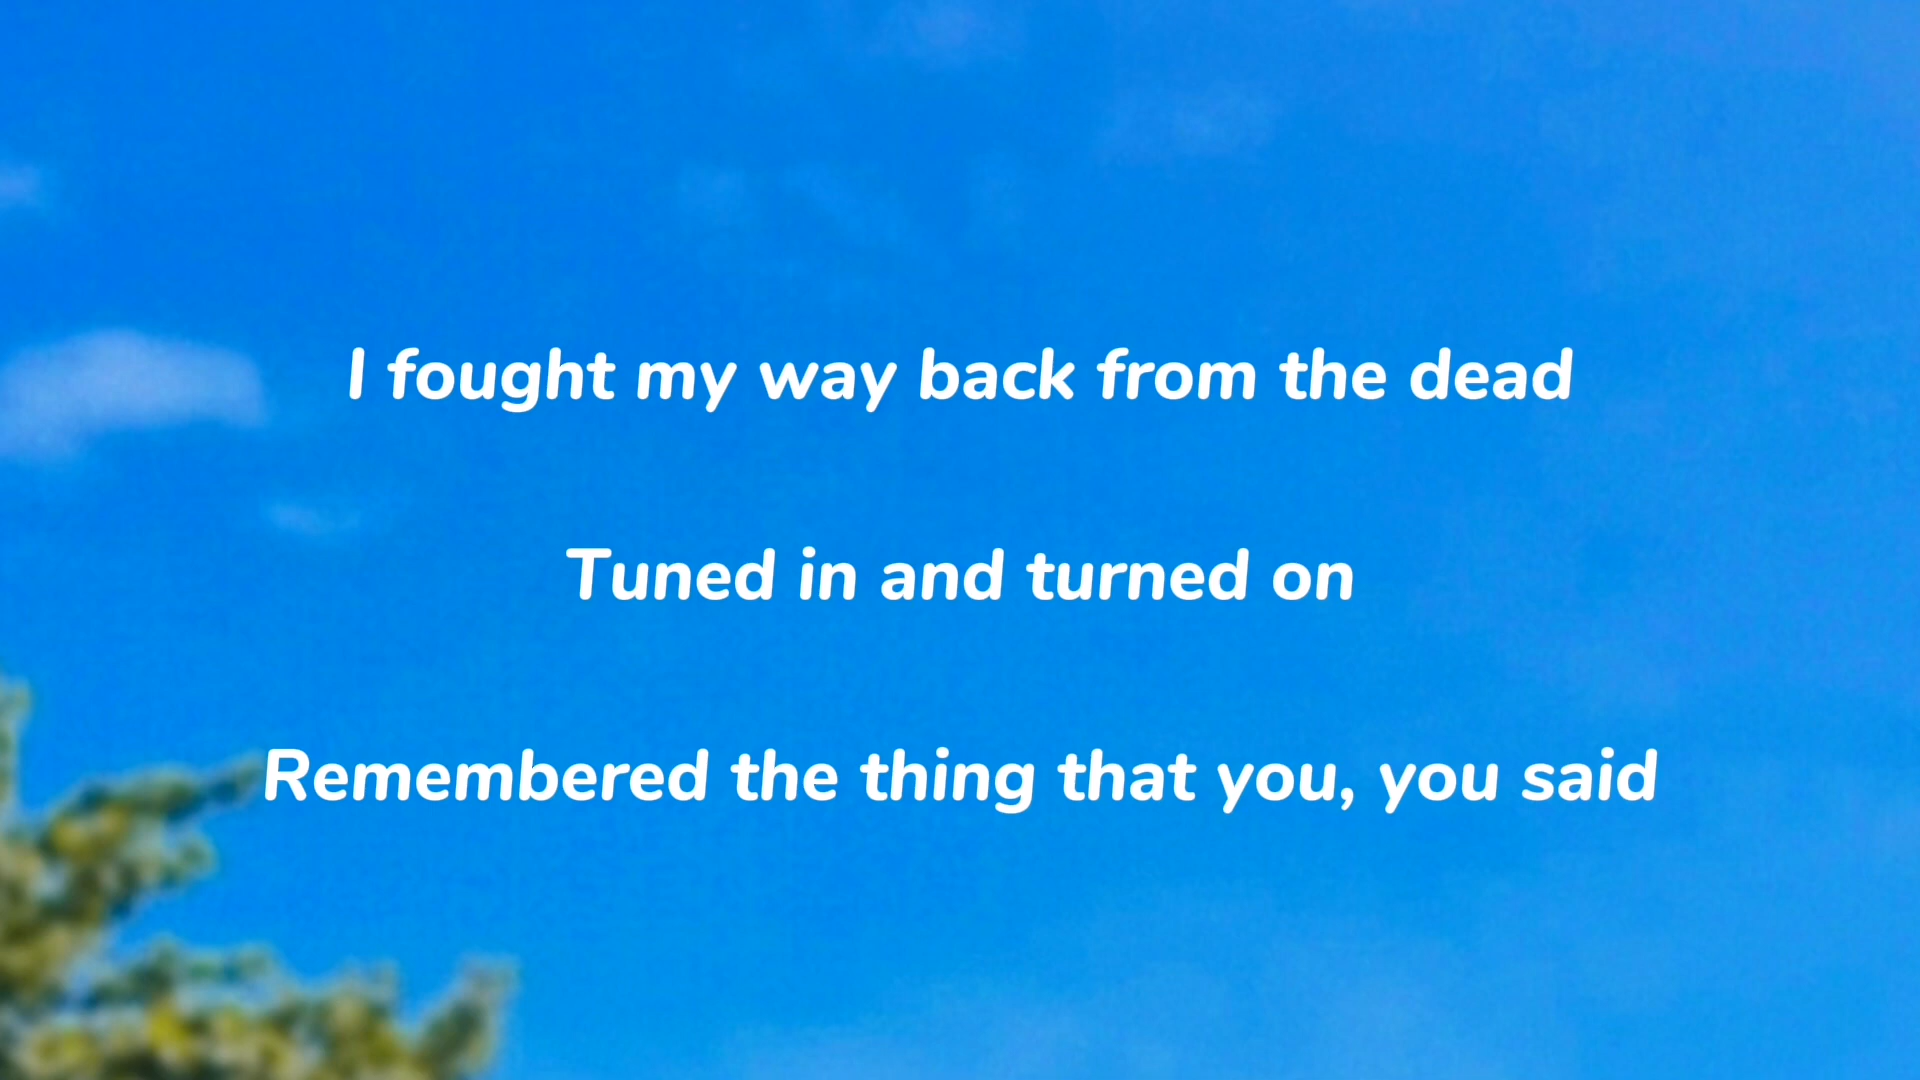 I fought my way back from the dead
Tuned in and turned on
Remembered the thing that you, you said